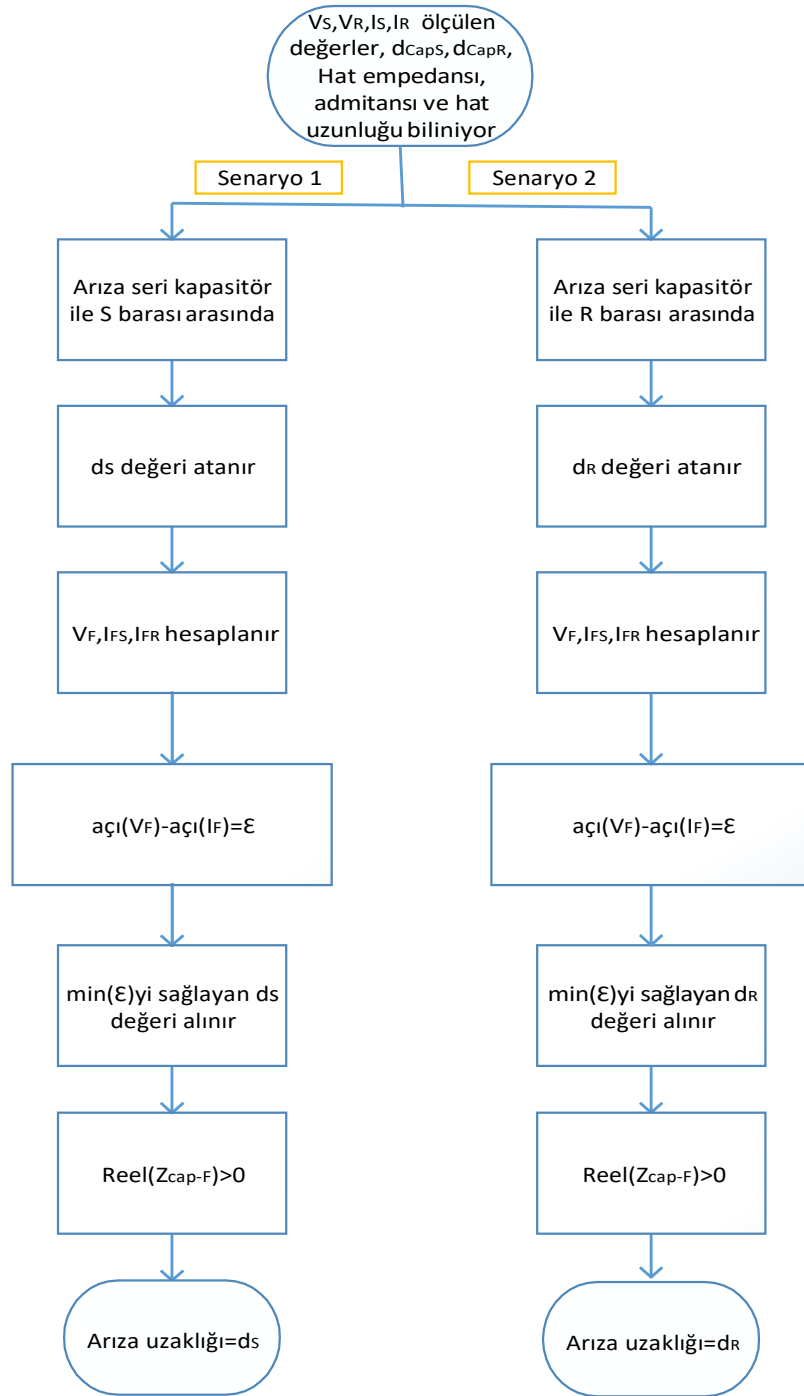 VS,VR,IS,IR ölçülen
değerler, dCapS, dCapR,
Hat empedansı,
admitansı ve hat
uzunluğu biliniyor
Senaryo 1
Senaryo 2
Arıza seri kapasitör
ile S barası arasında
Arıza seri kapasitör
ile R barası arasında
ds değeri atanır
dR değeri atanır
VF,IFS,IFR hesaplanır
VF,IFS,IFR hesaplanır
açı(VF)-açı(IF)=Ɛ
açı(VF)-açı(IF)=Ɛ
min(Ɛ)yi sağlayan ds
değeri alınır
min(Ɛ)yi sağlayan dR
değeri alınır
Reel(Zcap-F)>0
Reel(Zcap-F)>0
Arıza uzaklığı=ds
Arıza uzaklığı=dR